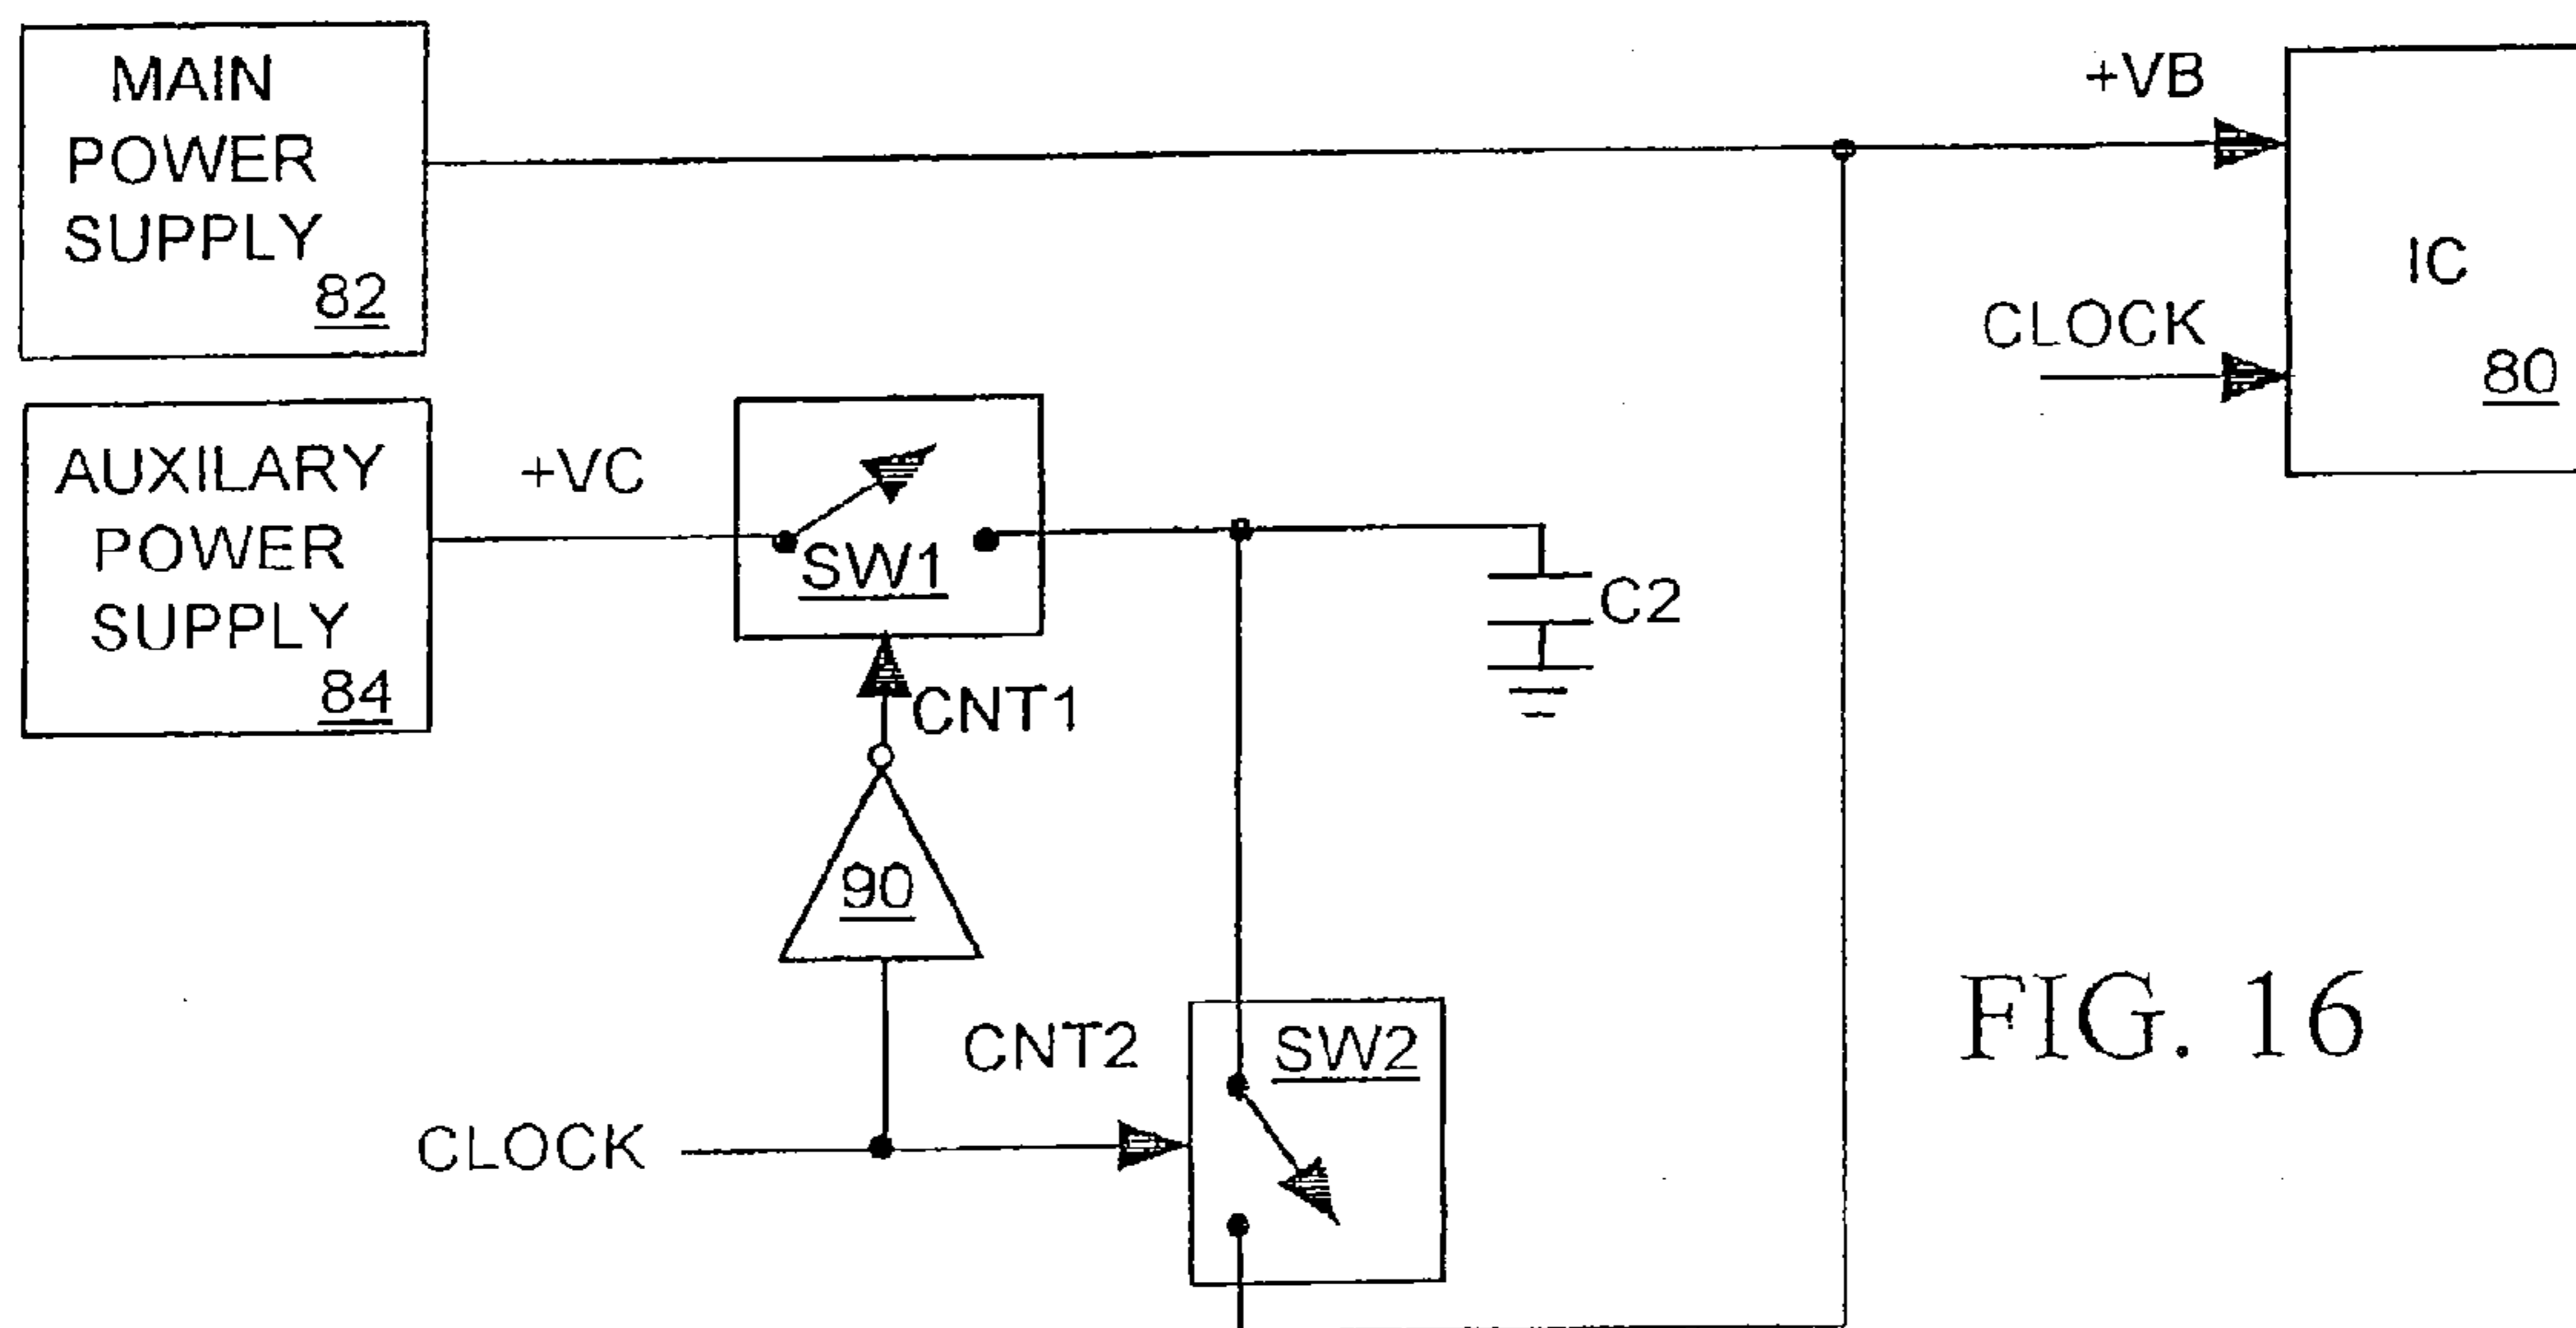 MAIN
POWER
SUPPLY
82
+VB
IC
CLOCK
80
AUXILARY
POWER
SUPPLY
84
+VC
SW1
C2
CNT1
90
CNT2
SW2
CLOCK
FIG. 16